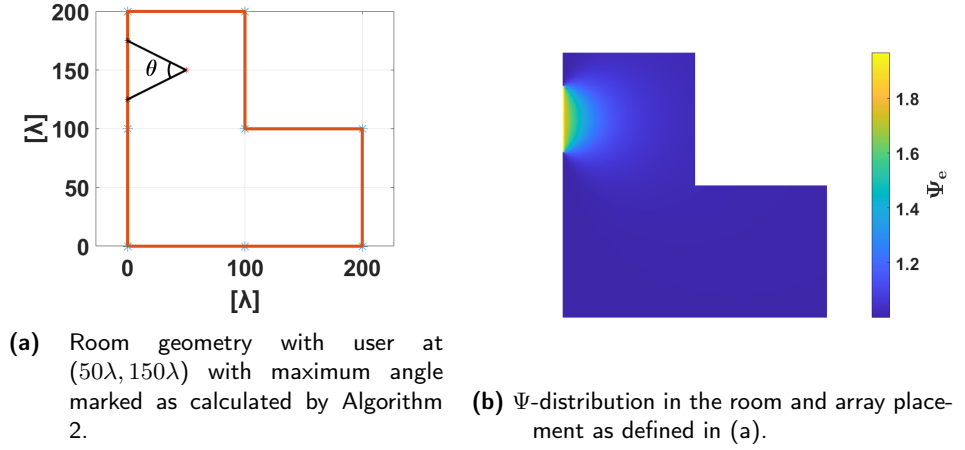 200
150
100
50
0
[λ]
θ
0
100
200
[λ]
1.8
1.6
1.4
1.2
Ψe
(a) Room geometry with user at
(50λ, 150λ) with maximum angle
marked as calculated by Algorithm
2.
(b) Ψ-distribution in the room and array place-
ment as defined in (a).